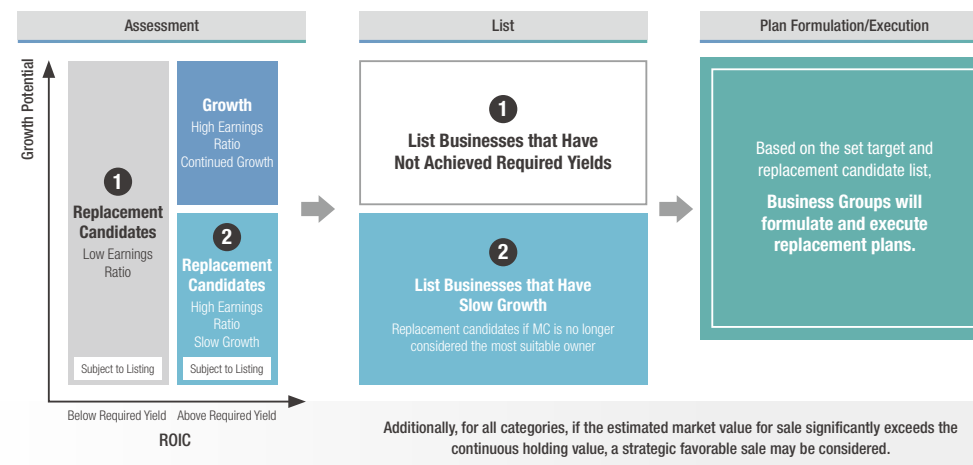 Assessment
List
Plan Formulation/Execution
Growth Potential
1
Replacement
Candidates
Low Earnings
Ratio
Subject to Listing
Growth
High Earnings
Ratio
Continued Growth
2
Replacement
Candidates
High Earnings
Ratio
Slow Growth
Subject to Listing
Below Required Yield
Above Required Yield
ROIC
1
List Businesses that Have
Not Achieved Required Yields
2
List Businesses that Have
Slow Growth
Replacement candidates if MC is no longer
considered the most suitable owner
Based on the set target and
replacement candidate list,
Business Groups will
formulate and execute
replacement plans.
Additionally, for all categories, if the estimated market value for sale significantly exceeds the
continuous holding value, a strategic favorable sale may be considered.